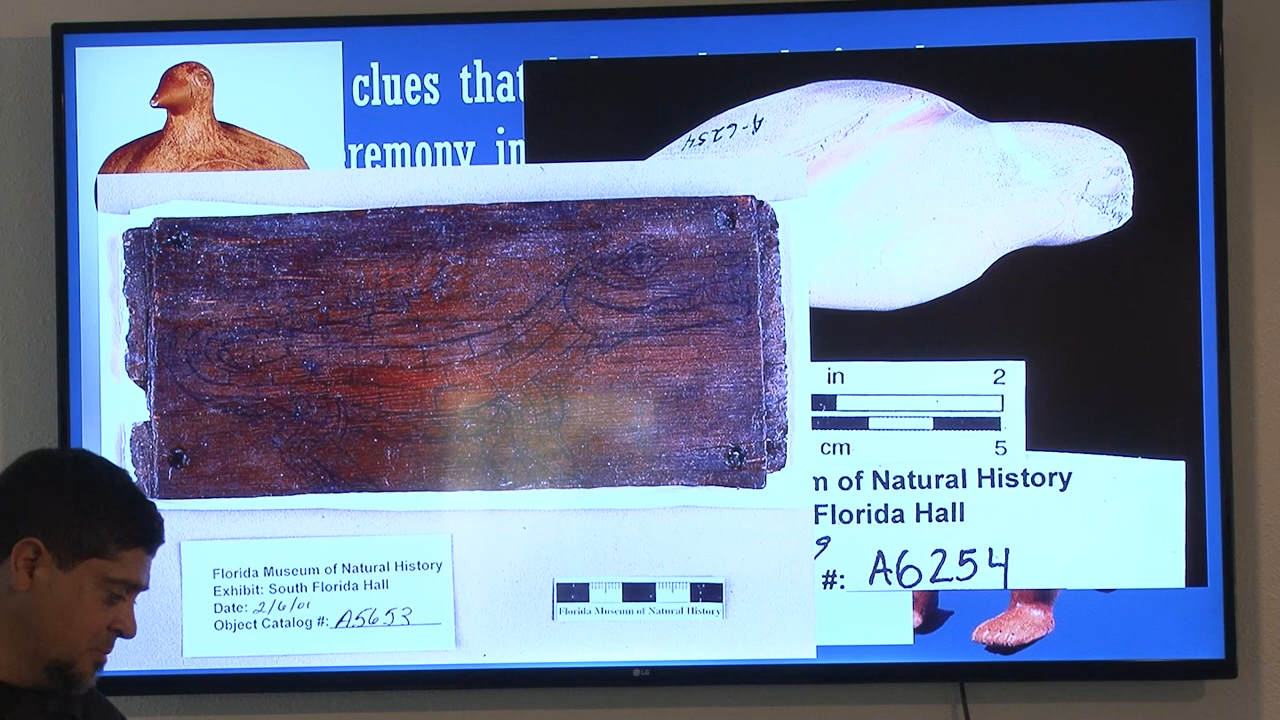 clues that
remony in
A-6254
in 2
cm 5
m of Natural History
Florida Hall
9
#: A6254
Florida Museum of Natural History
Exhibit: South Florida Hall
Date: 2/6/01
Object Catalog #: A5653
Florida Museum of Natural History
LG